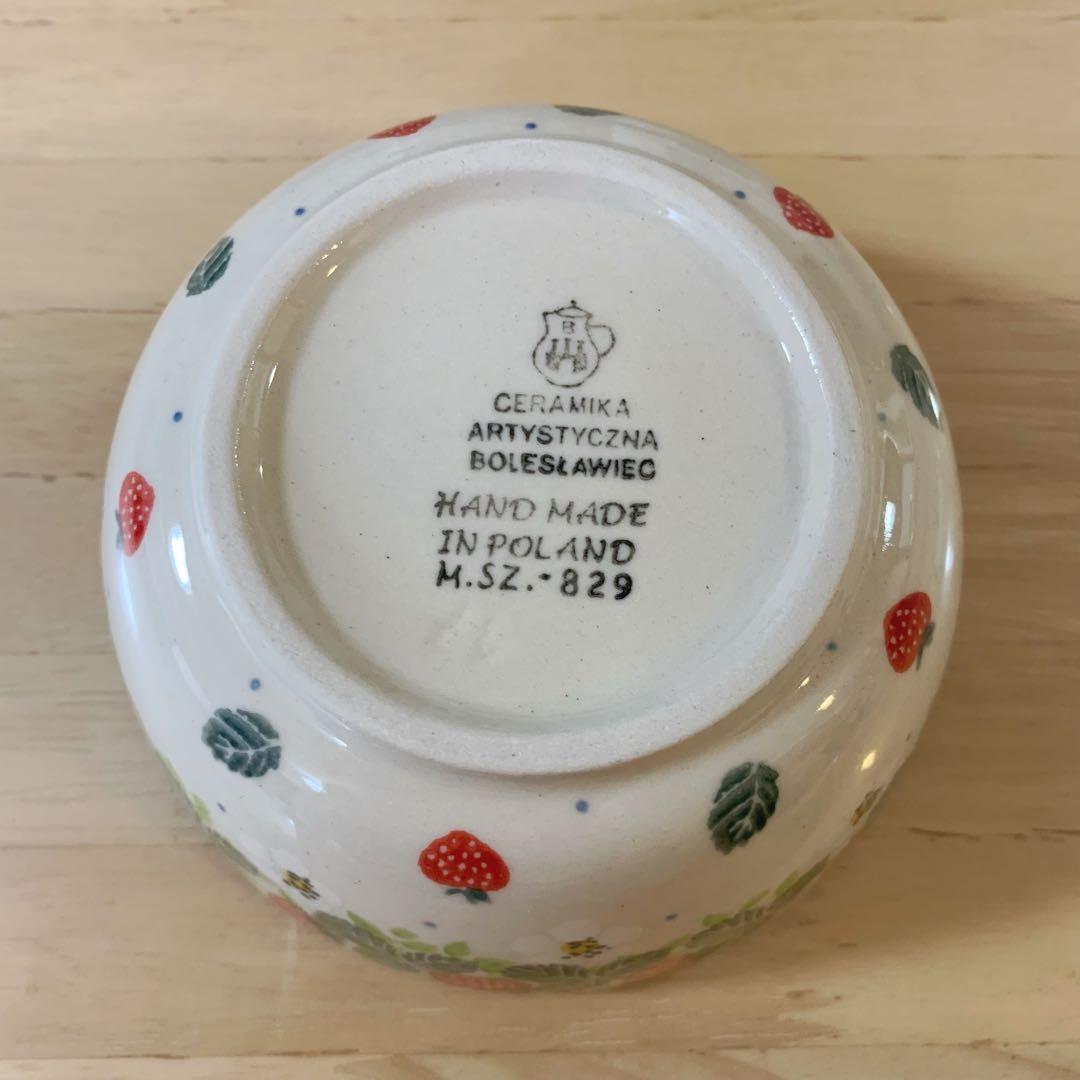 B
CERAMIKA
ARTYSTYCZNA
BOLESŁAWIEC
HAND MADE
IN POLAND
M.SZ.-829